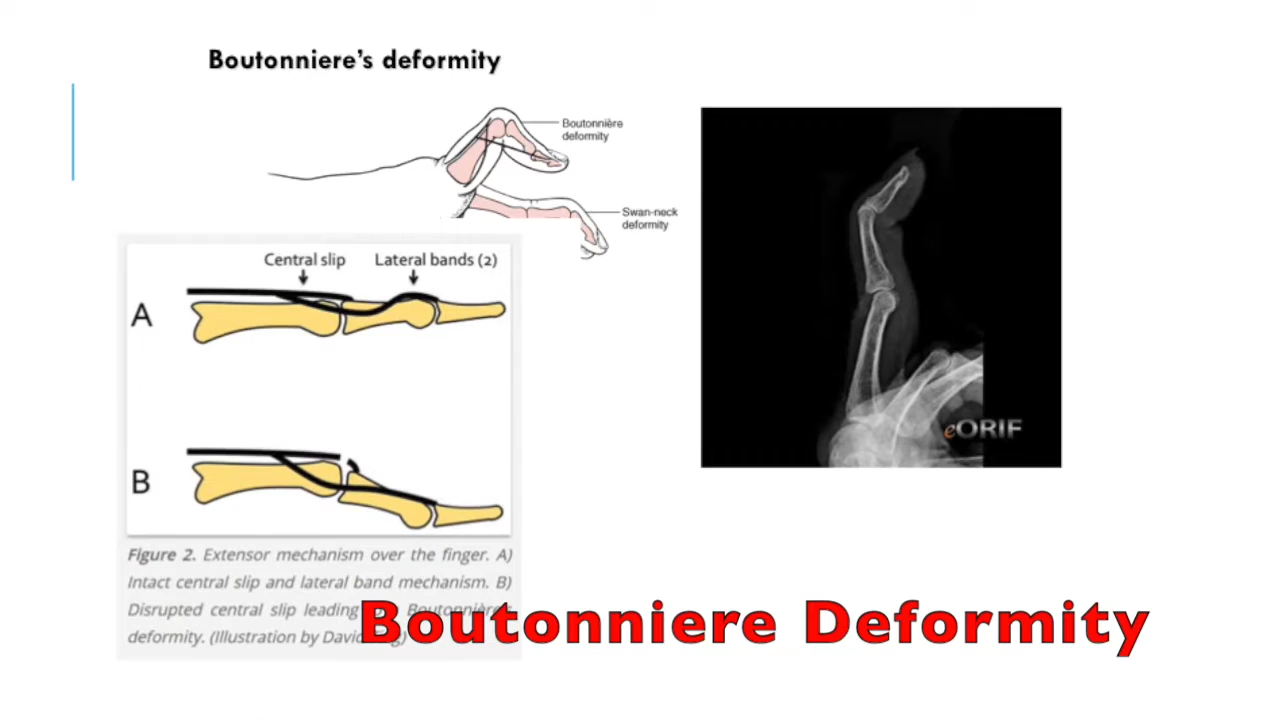 Boutonniere's deformity
Boutonnière
deformity
Swan-neck
deformity
Central slip
Lateral bands (2)
A
B
Figure 2. Extensor mechanism over the finger. A)
Intact central slip and lateral band mechanism. B)
Disrupted central slip leading Boutonnière's
deformity. (Illustration by
Boutonniere Deformity
eORIF